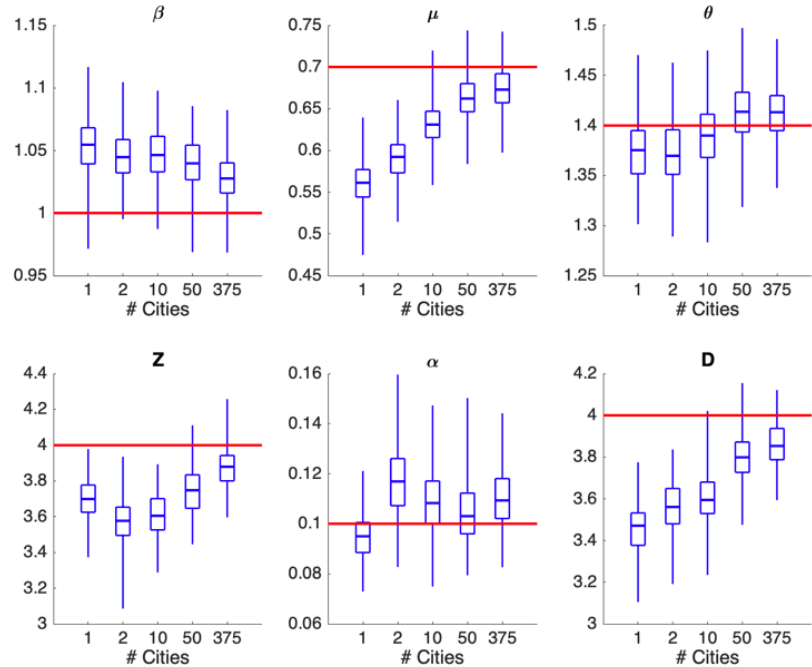 β μ θ
1.15 0.75 1.5
1.1 0.7 1.45
1.05 0.65 1.4
1 0.6 1.35
0.95 0.55 1.3
0.5 1.25
0.45
1 2 10 50 375 1 2 10 50 375 1 2 10 50 375
# Cities # Cities # Cities
Z α D
4.4 0.16 4.2
4.2 0.14 4
4 0.12 3.8
3.8 0.1 3.6
3.6 0.08 3.4
3.4 0.06 3.2
3.2 3
3
1 2 10 50 375 1 2 10 50 375 1 2 10 50 375
# Cities # Cities # Cities